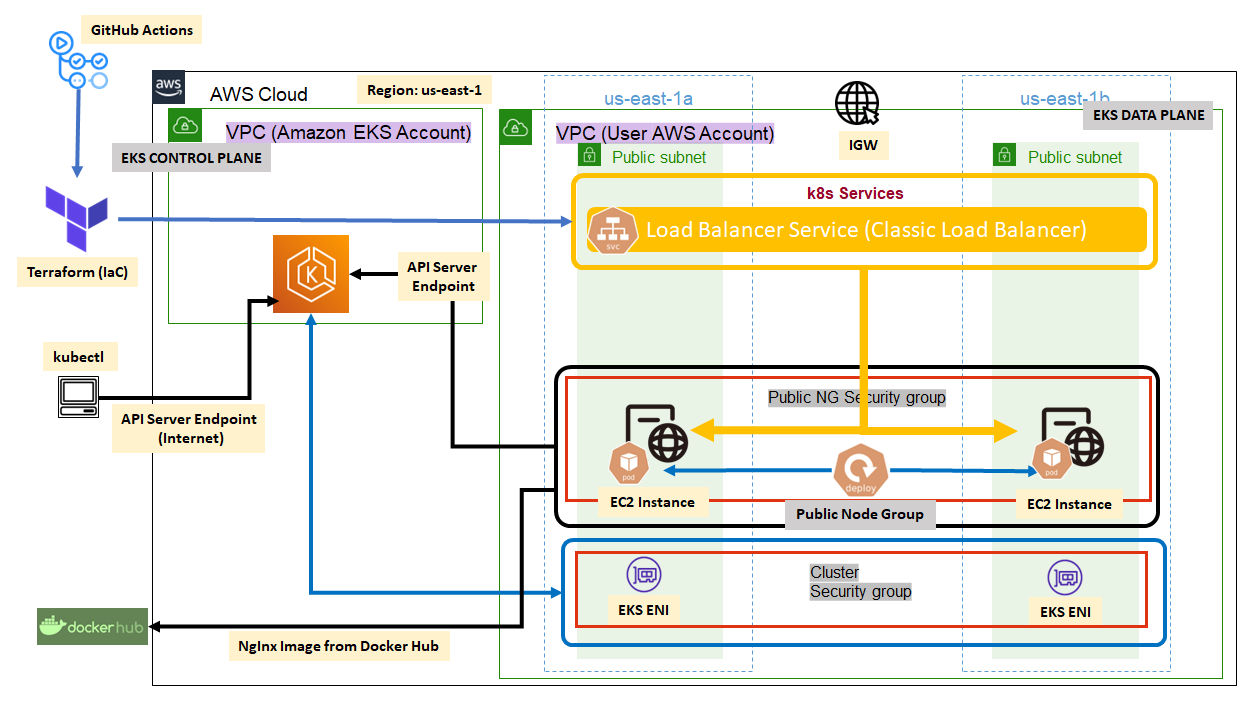 GitHub Actions
aws
AWS Cloud
Region: us-east-1
us-east-1a
us-east-1b
IGW
EKS DATA PLANE
VPC (Amazon EKS Account)
VPC (User AWS Account)
EKS CONTROL PLANE
Public subnet
Public subnet
k8s Services
svc
Load Balancer Service (Classic Load Balancer)
Terraform (IaC)
K
API Server
Endpoint
kubectl
API Server Endpoint
(Internet)
Public NG Security group
pod
deploy
pod
EC2 Instance
Public Node Group
EC2 Instance
Cluster
Security group
EKS ENI
EKS ENI
dockerhub
NgInx Image from Docker Hub